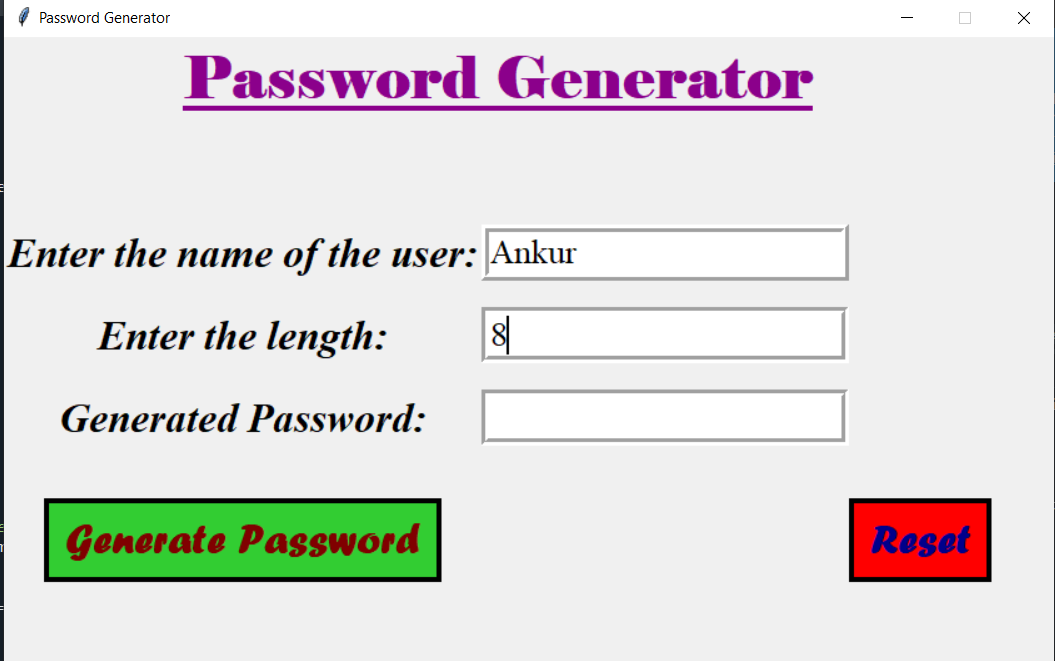 Password Generator
Password Generator
Enter the name of the user: Ankur
Enter the length: 8
Generated Password:
Generate Password Reset